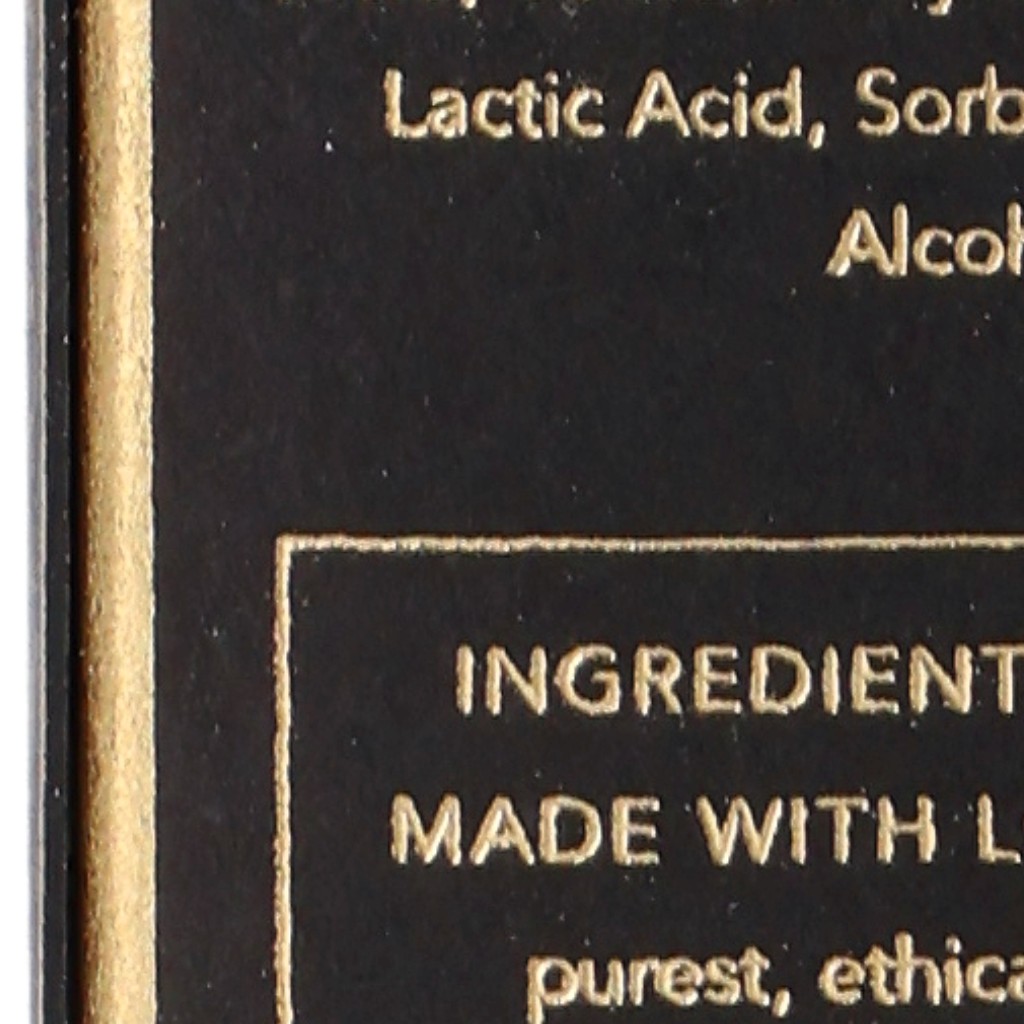 Lactic Acid, Sorb
Alcoh
INGREDIENT
MADE WITH L
purest, ethica